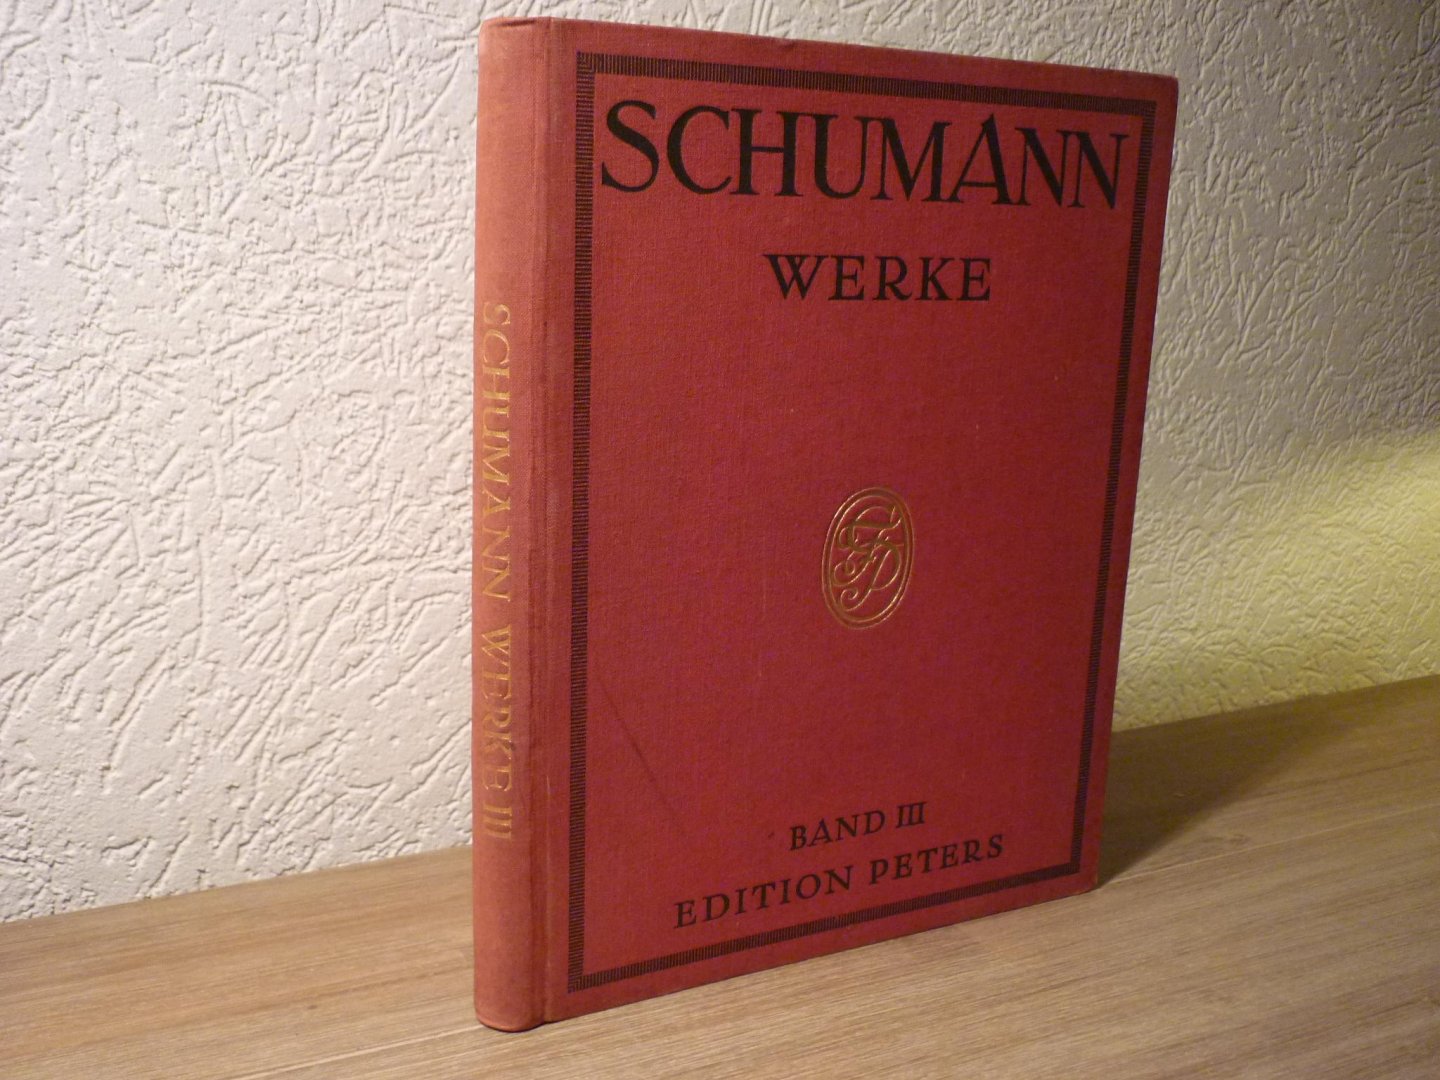 SCHUMANN
WERKE
BAND III
EDITION PETERS
SCHUMANN WERKE III